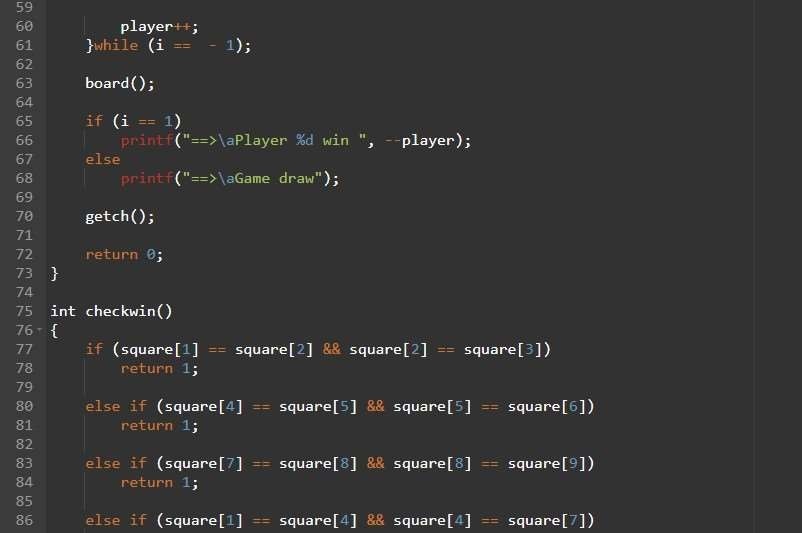 59
60 player++;
61 }while (i == - 1);
62
63 board();
64
65 if (i == 1)
66 printf("==>\aPlayer %d win ", --player);
67 else
68 printf("==>\aGame draw");
69
70 getch();
71
72 return 0;
73 }
74
75 int checkwin()
76 {
77 if (square[1] == square[2] && square[2] == square[3])
78 return 1;
79
80 else if (square[4] == square[5] && square[5] == square[6])
81 return 1;
82
83 else if (square[7] == square[8] && square[8] == square[9])
84 return 1;
85
86 else if (square[1] == square[4] && square[4] == square[7])